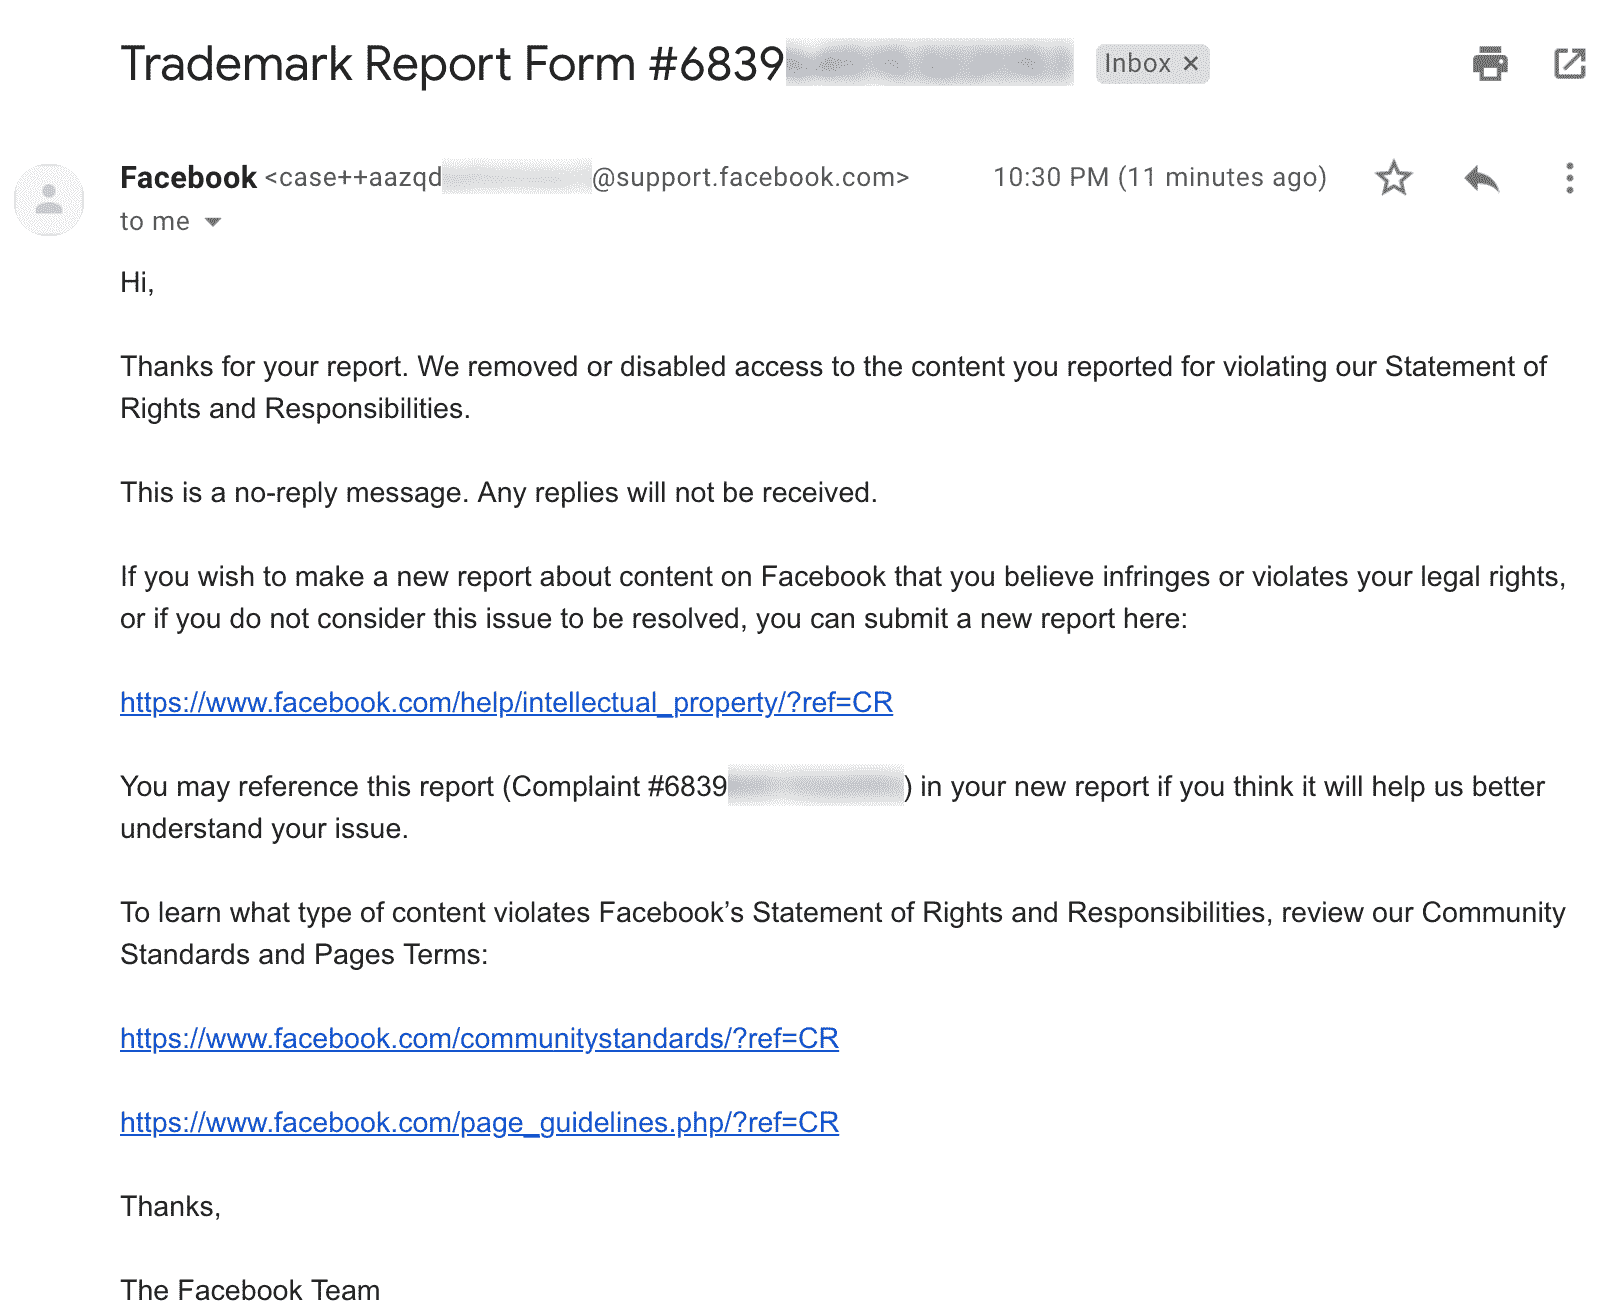 Trademark Report Form #6839
Inbox ×
Facebook <case++aazqd @support.facebook.com> 10:30 PM (11 minutes ago)
to me
Hi,
Thanks for your report. We removed or disabled access to the content you reported for violating our Statement of
Rights and Responsibilities.
This is a no-reply message. Any replies will not be received.
If you wish to make a new report about content on Facebook that you believe infringes or violates your legal rights,
or if you do not consider this issue to be resolved, you can submit a new report here:
https://www.facebook.com/help/intellectual_property/?ref=CR
You may reference this report (Complaint #6839 ) in your new report if you think it will help us better
understand your issue.
To learn what type of content violates Facebook’s Statement of Rights and Responsibilities, review our Community
Standards and Pages Terms:
https://www.facebook.com/communitystandards/?ref=CR
https://www.facebook.com/page_guidelines.php/?ref=CR
Thanks,
The Facebook Team